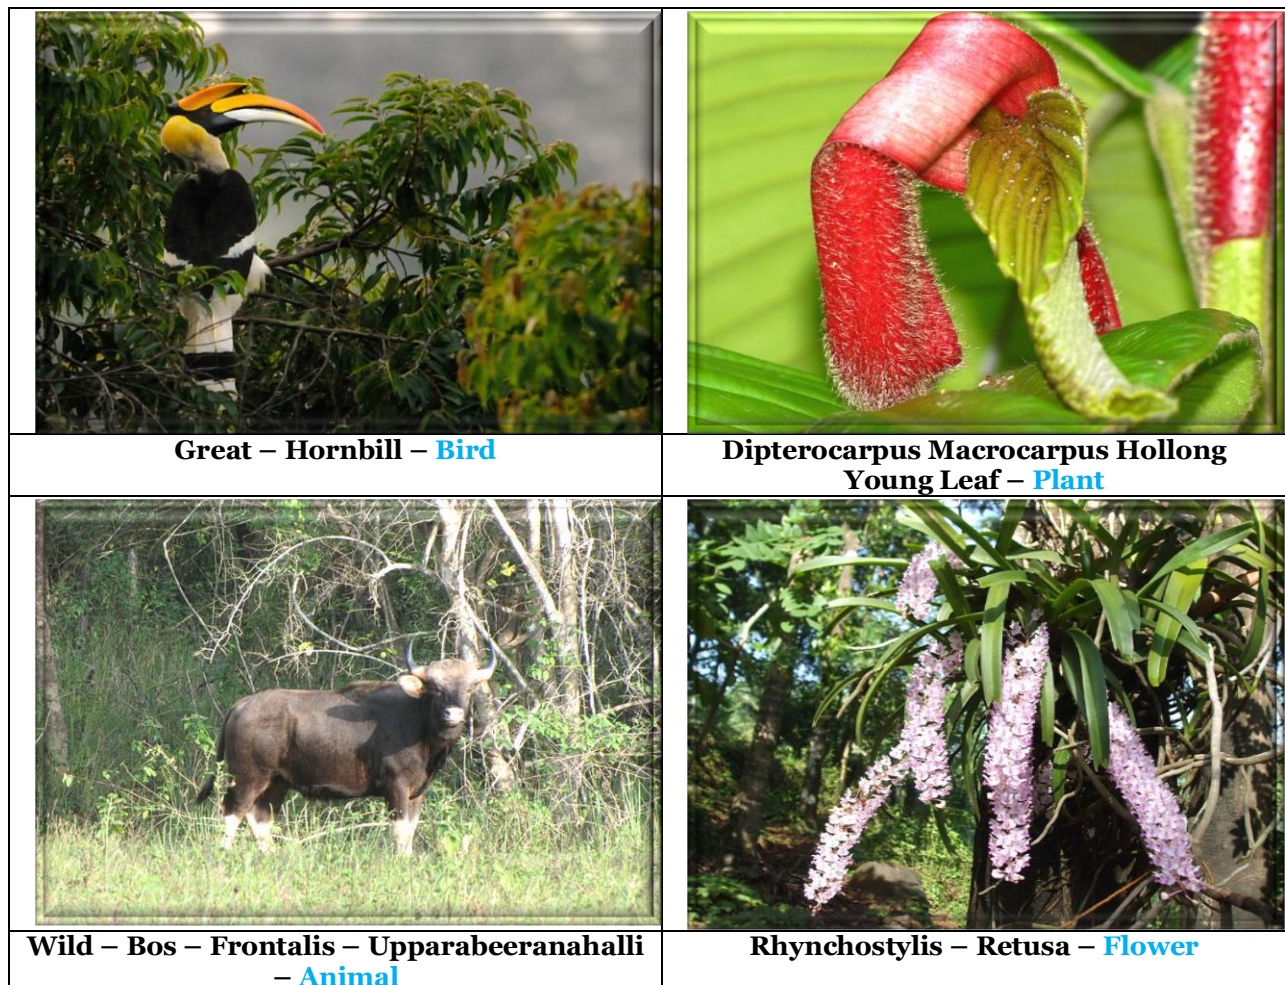 Great – Hornbill – Bird
Dipterocarpus Macrocarpus Hollong
Young Leaf – Plant
Wild – Bos – Frontalis – Upparabeeranahalli
– Animal
Rhynchostylis – Retusa – Flower